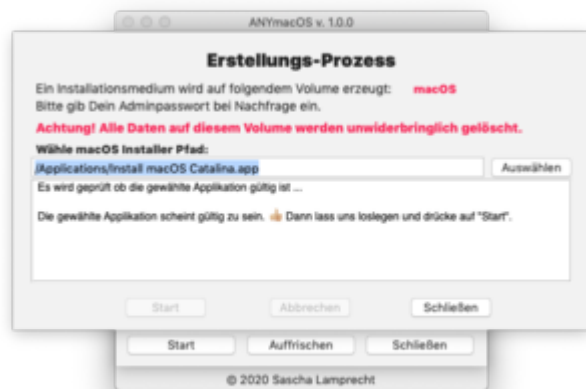 ANYmacOS v. 1.0.0
Erstellungs-Prozess
Ein Installationsmedium wird auf folgendem Volume erzeugt: macOS
Bitte gib Dein Adminpasswort bei Nachfrage ein.
Achtung! Alle Daten auf diesem Volume werden unwiderbringlich gelöscht.
Wähle macOS Installer Pfad:
/Applications/Install macOS Catalina.app Auswählen
Es wird geprüft ob die gewählte Applikation gültig ist ...
Die gewählte Applikation scheint gültig zu sein. 👍 Dann lass uns loslegen und drücke auf "Start".
Start Abbrechen Schließen
Start Auffrischen Schließen
© 2020 Sascha Lamprecht